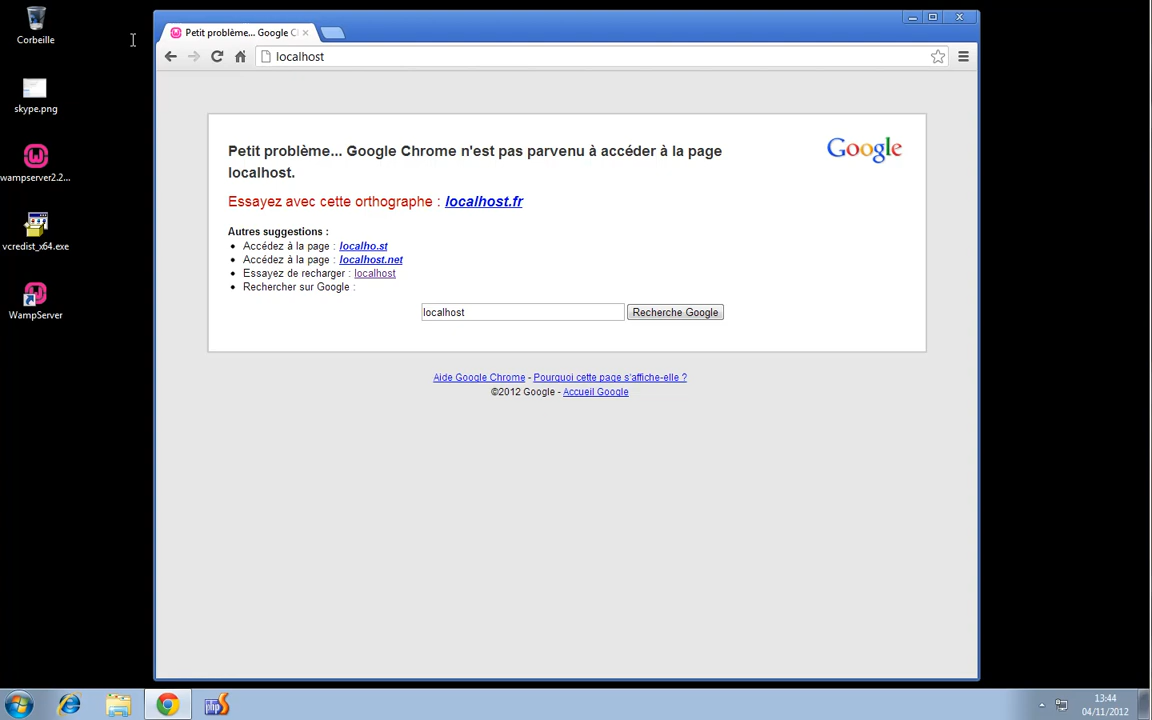 Corbeille
skype.png
wampserver2.2...
vcredist_x64.exe
WampServer
Petit problème... Google C
localhost
Petit problème... Google Chrome n'est pas parvenu à accéder à la page
localhost.
Google
Essayez avec cette orthographe : localhost.fr
Autres suggestions :
Accédez à la page : localho.st
Accédez à la page : localhost.net
Essayez de recharger : localhost
Rechercher sur Google :
localhost
Recherche Google
Aide Google Chrome - Pourquoi cette page s'affiche-elle ?
©2012 Google - Accueil Google
php
13:44
04/11/2012